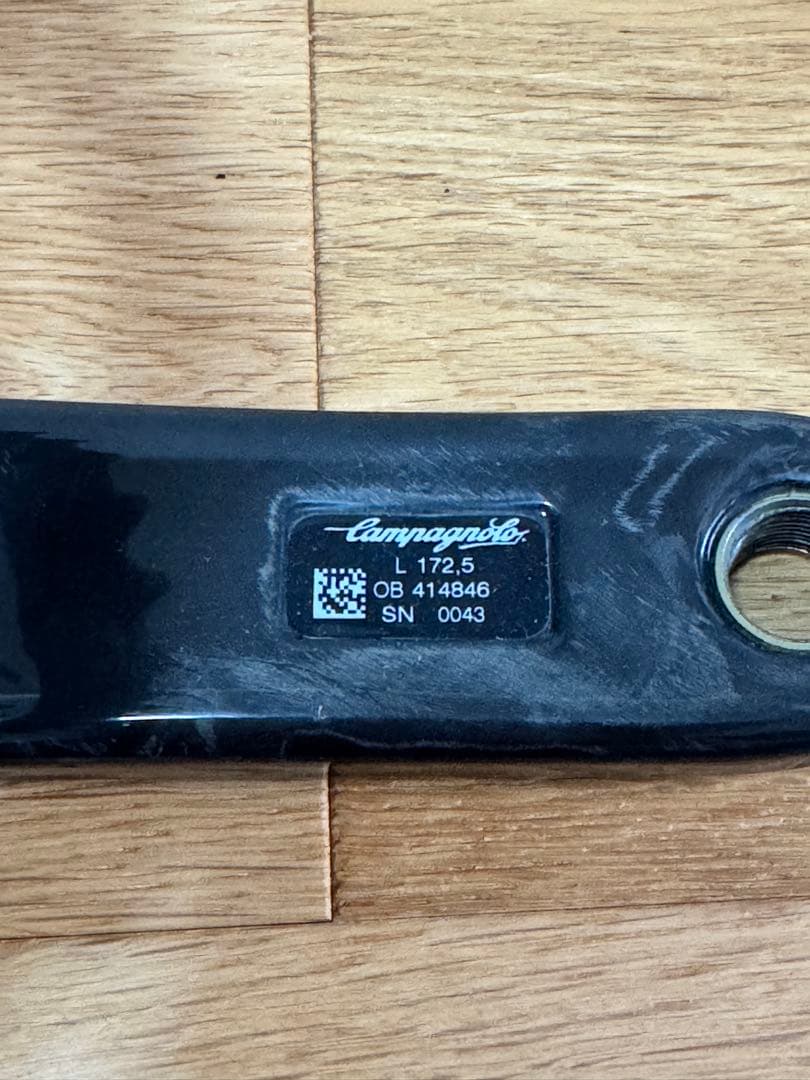 Campagnolo
L 172,5
OB 414846
SN 0043